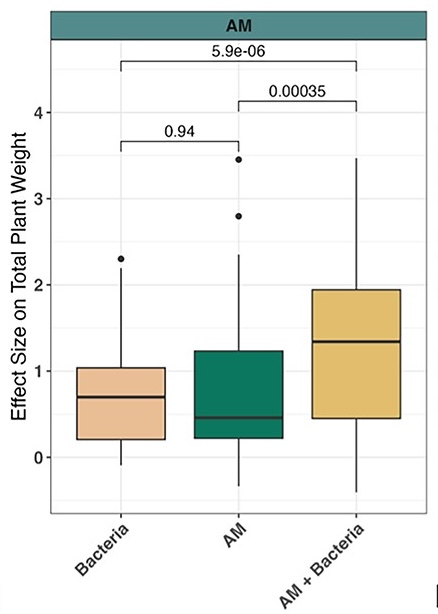 AM
5.9e-06
0.00035
0.94
Effect Size on Total Plant Weight
4
3
2
1
0
Bacteria
AM
AM + Bacteria